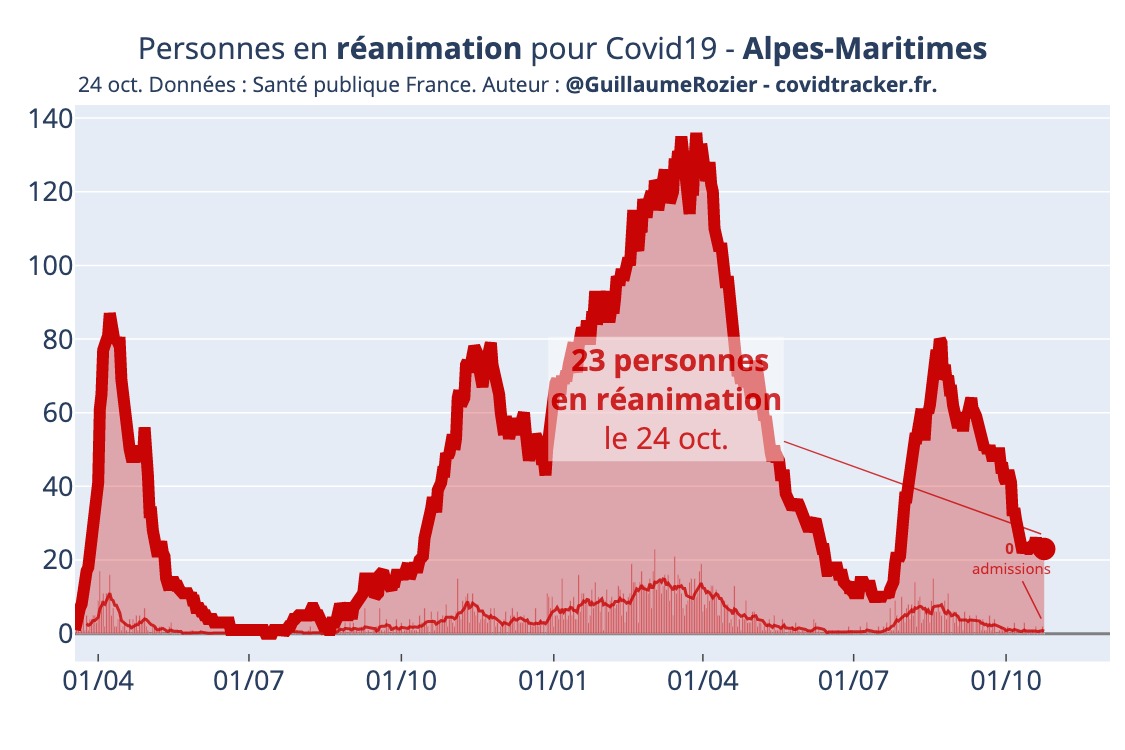 Personnes en réanimation pour Covid19 - Alpes-Maritimes
24 oct. Données : Santé publique France. Auteur : @GuillaumeRozier - covidtracker.fr.
140
120
100
80
60
40
20
0
23 personnes
en réanimation
le 24 oct.
0
admissions
01/04 01/07 01/10 01/01 01/04 01/07 01/10